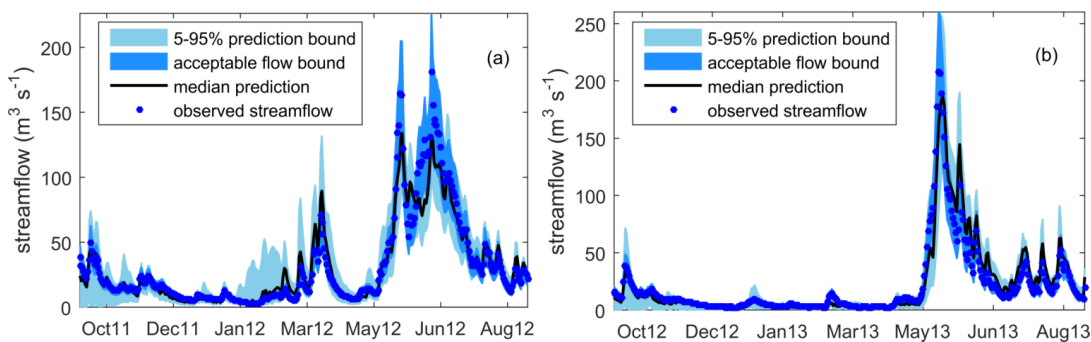 200
150
100
50
0
streamflow (m³ s⁻¹)
5-95% prediction bound
acceptable flow bound
median prediction
observed streamflow
(a)
Oct11 Dec11 Jan12 Mar12 May12 Jun12 Aug12
250
200
150
100
50
0
streamflow (m³ s⁻¹)
5-95% prediction bound
acceptable flow bound
median prediction
observed streamflow
(b)
Oct12 Dec12 Jan13 Mar13 May13 Jun13 Aug13